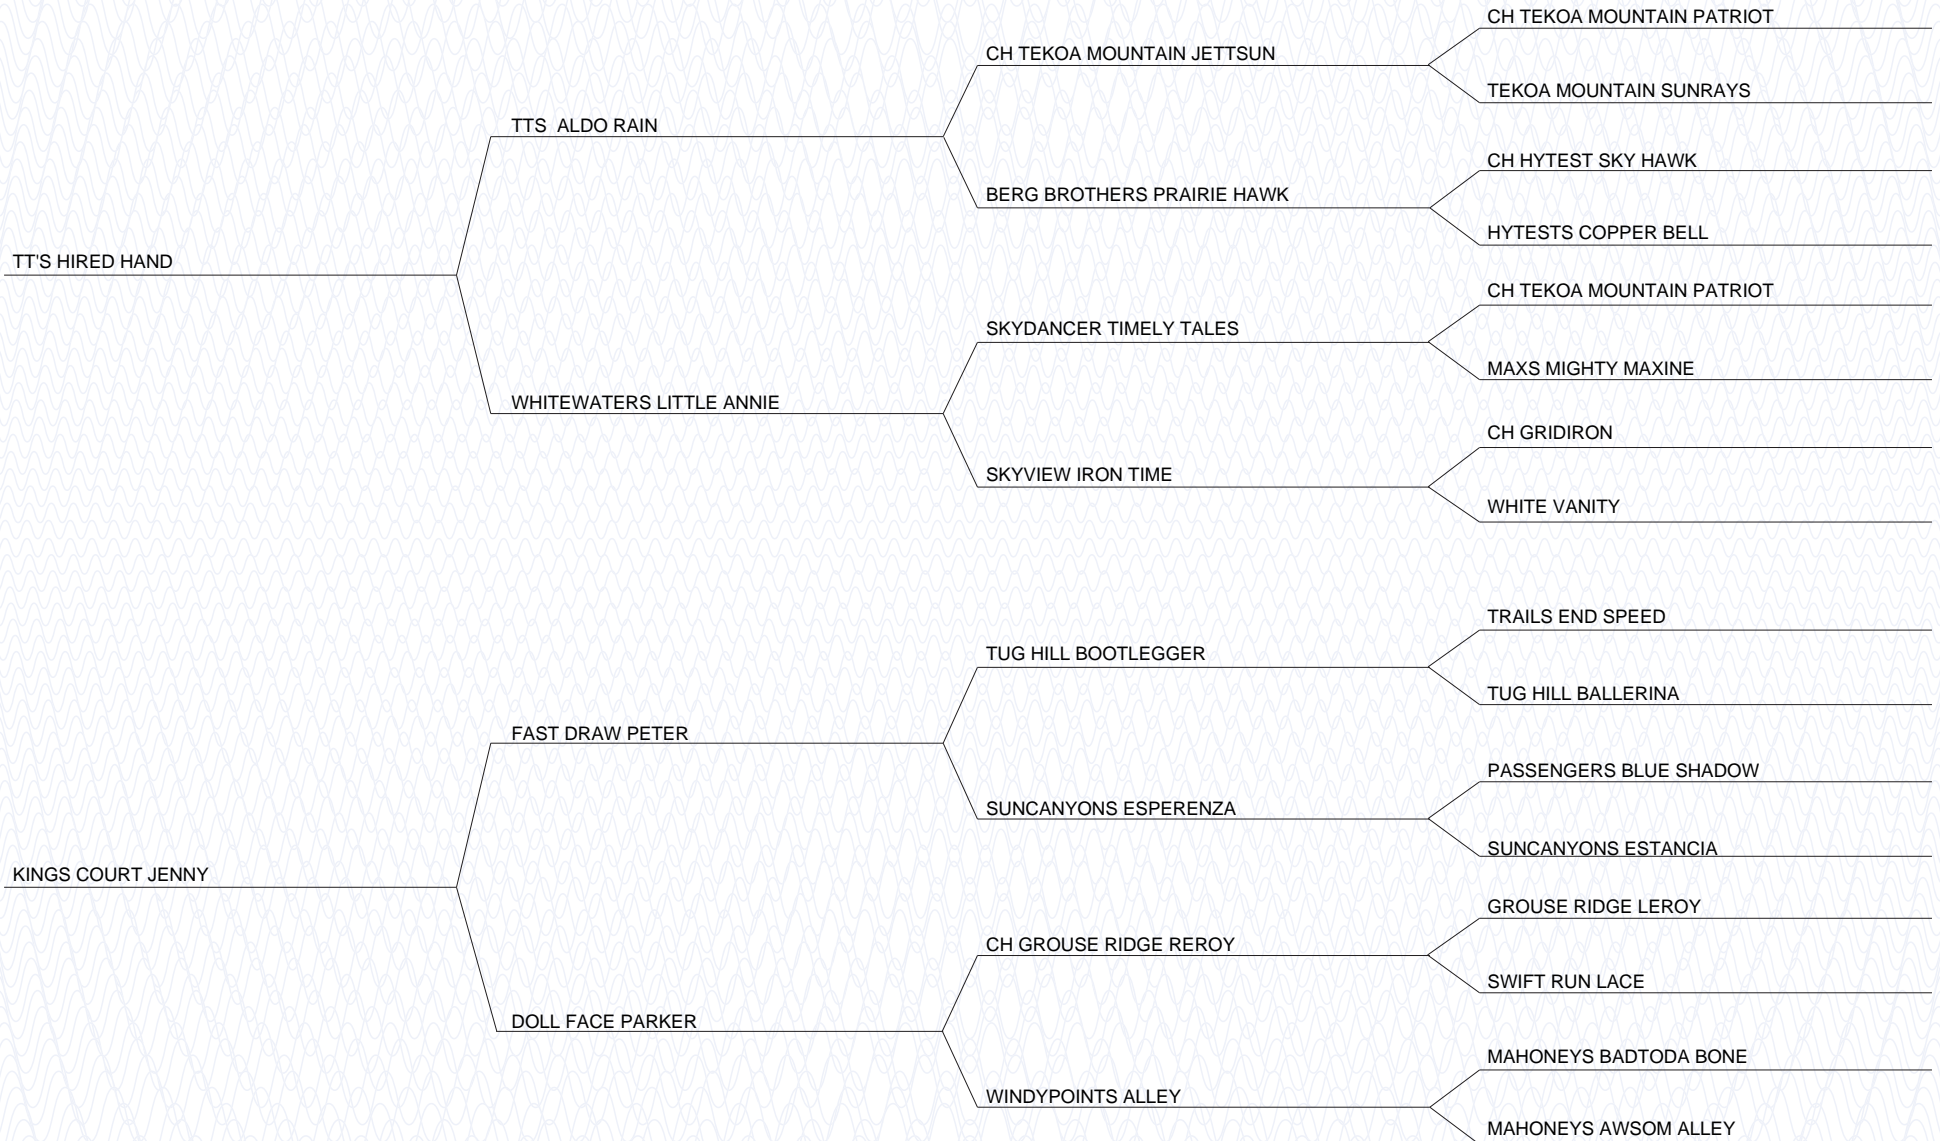 CH TEKOA MOUNTAIN PATRIOT
CH TEKOA MOUNTAIN JETTSUN
TEKOA MOUNTAIN SUNRAYS
TTS  ALDO RAIN
CH HYTEST SKY HAWK
BERG BROTHERS PRAIRIE HAWK
HYTESTS COPPER BELL
TT'S HIRED HAND
CH TEKOA MOUNTAIN PATRIOT
SKYDANCER TIMELY TALES
MAXS MIGHTY MAXINE
WHITEWATERS LITTLE ANNIE
CH GRIDIRON
SKYVIEW IRON TIME
WHITE VANITY
TRAILS END SPEED
TUG HILL BOOTLEGGER
TUG HILL BALLERINA
FAST DRAW PETER
PASSENGERS BLUE SHADOW
SUNCANYONS ESPERENZA
SUNCANYONS ESTANCIA
KINGS COURT JENNY
GROUSE RIDGE LEROY
CH GROUSE RIDGE REROY
SWIFT RUN LACE
DOLL FACE PARKER
MAHONEYS BADTODA BONE
WINDYPOINTS ALLEY
MAHONEYS AWSOM ALLEY